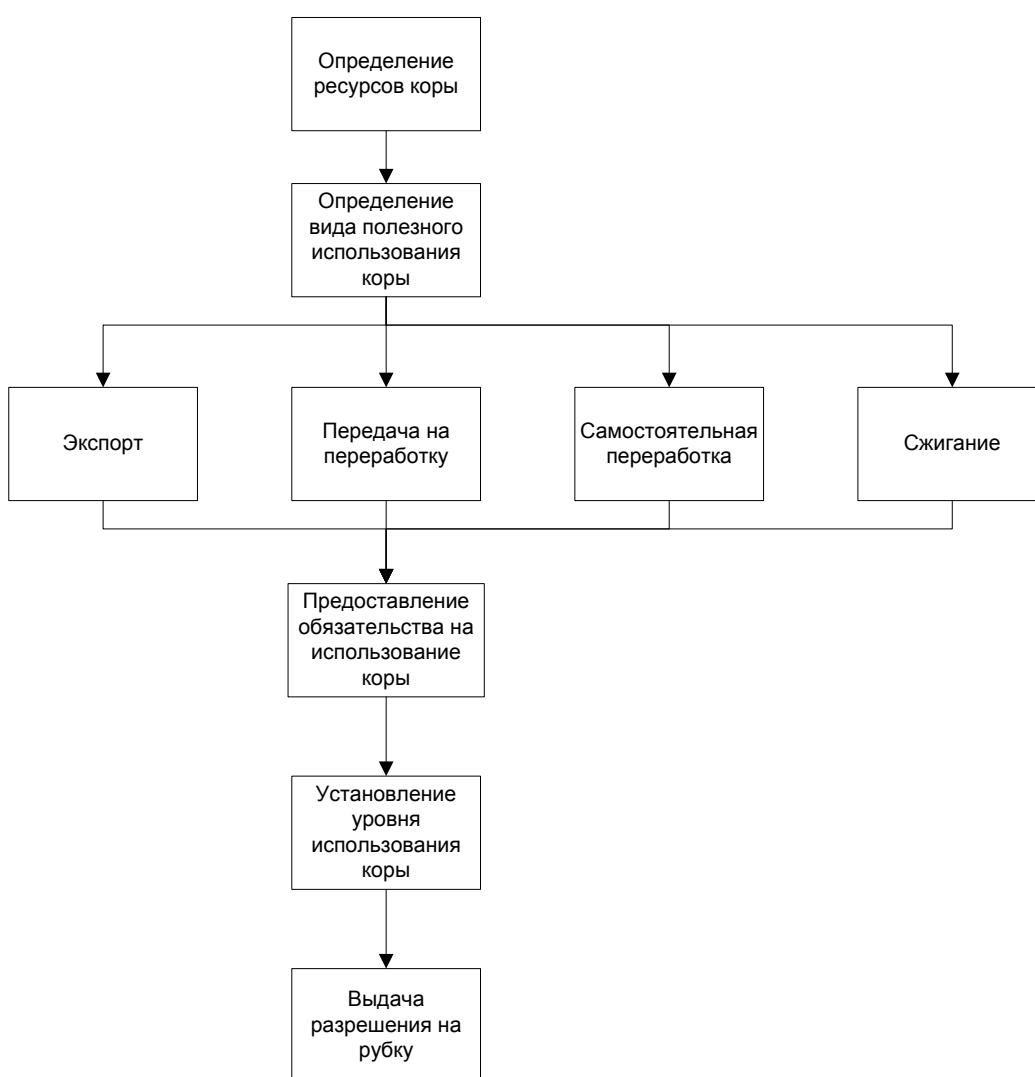 Определение
ресурсов коры
Определение
вида полезного
использования
коры
Экспорт
Передача на
переработку
Самостоятельная
переработка
Сжигание
Предоставление
обязательства на
использование
коры
Установление
уровня
использования
коры
Выдача
разрешения на
рубку